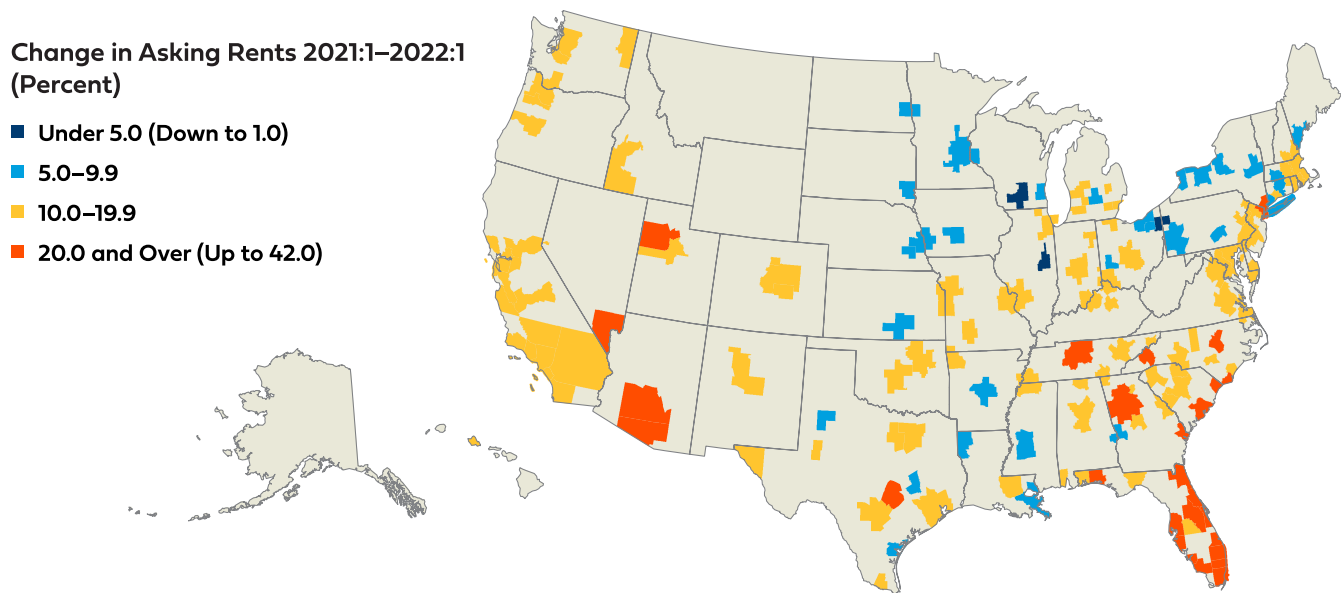 Change in Asking Rents 2021:1–2022:1
(Percent)
Under 5.0 (Down to 1.0)
5.0–9.9
10.0–19.9
20.0 and Over (Up to 42.0)